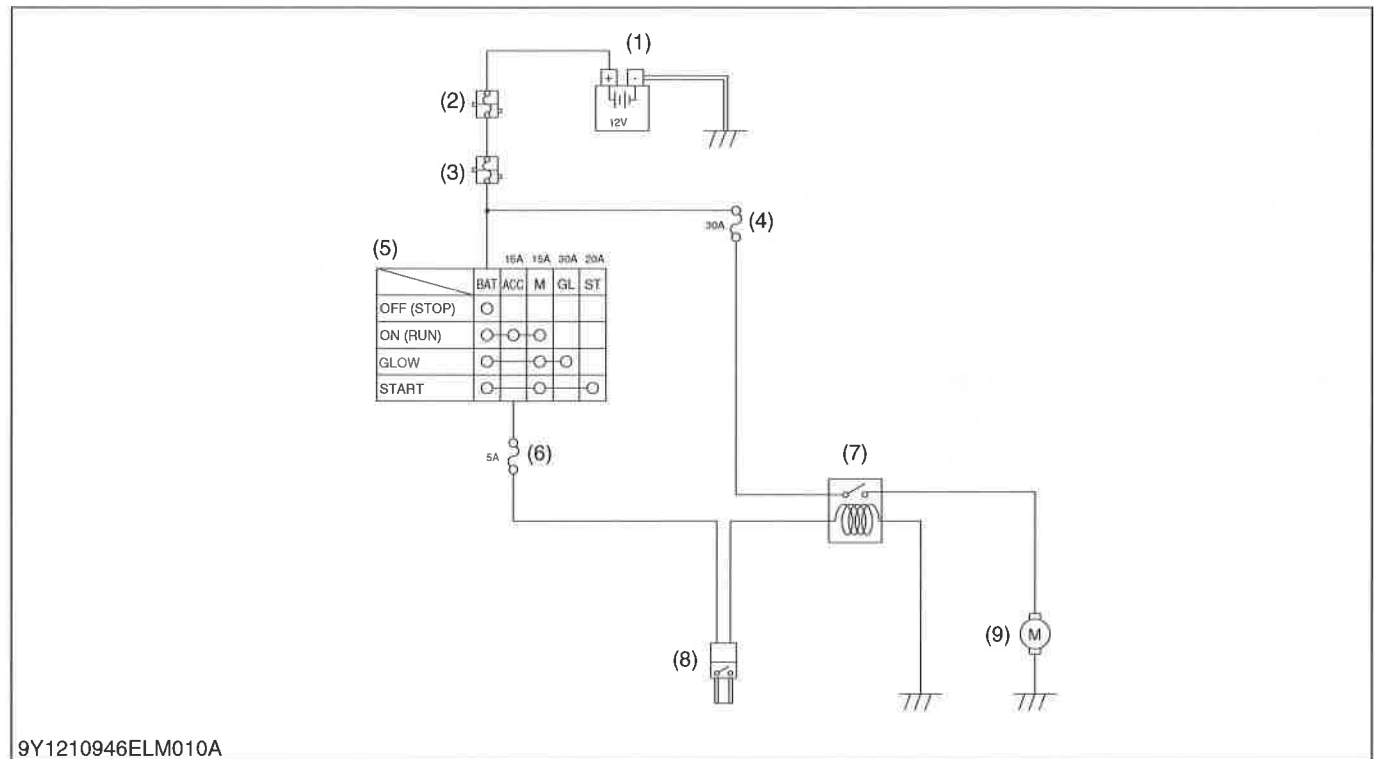 (1)
(2)
+ -
12V
(3)
(4)
30A
(5)
15A 15A 30A 20A
BAT ACC M GL ST
OFF (STOP)
ON (RUN)
GLOW
START
5A (6)
(7)
(8)
(9) M
9Y1210946ELM010A